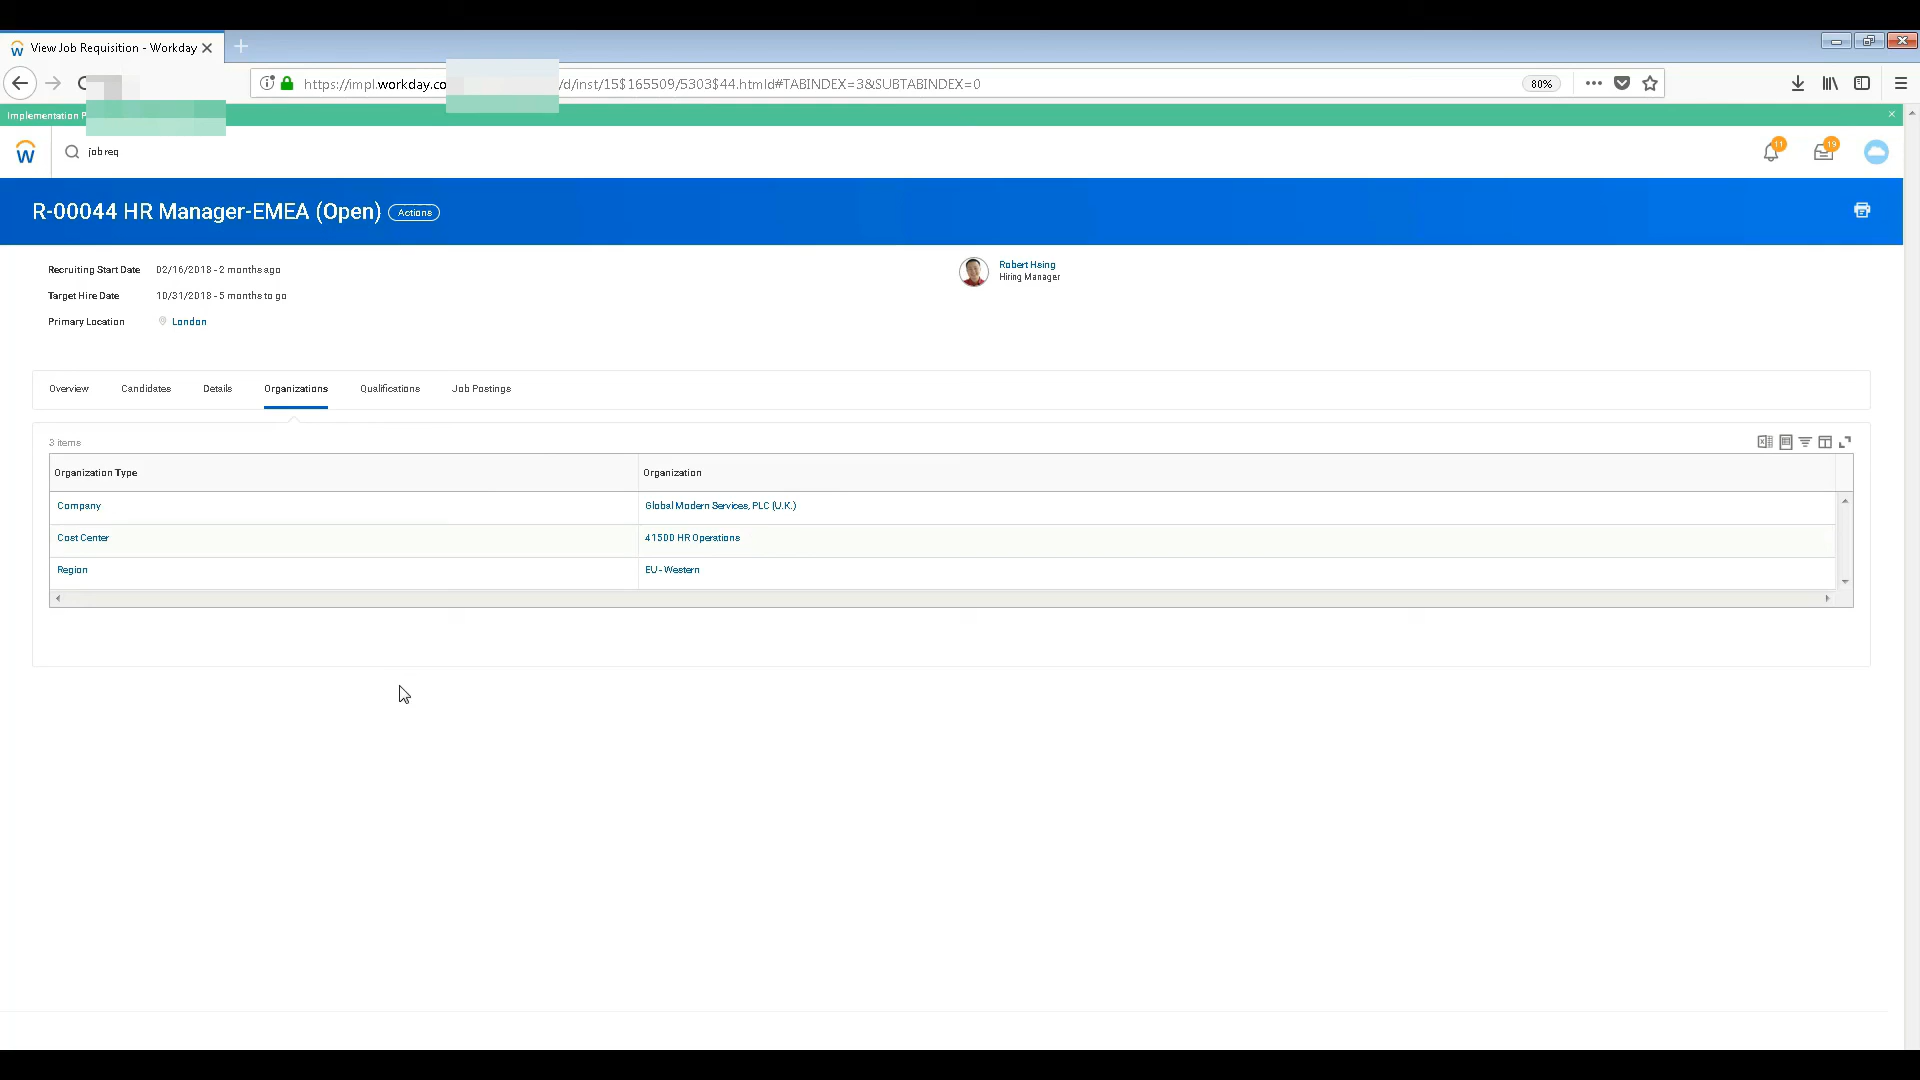 View Job Requisition - Workday
https://impl.workday.co /d/inst/15$165509/5303$44.htmld#TABINDEX=3&SUBTABINDEX=0
80%
Implementation
job req
11
19
R-00044 HR Manager-EMEA (Open) Actions
Recruiting Start Date 02/16/2018 - 2 months ago
Robert Hsing
Hiring Manager
Target Hire Date 10/31/2018 - 5 months to go
Primary Location London
Overview Candidates Details Organizations Qualifications Job Postings
3 items
Organization Type Organization
Company Global Modern Services, PLC (U.K.)
Cost Center 41500 HR Operations
Region EU - Western